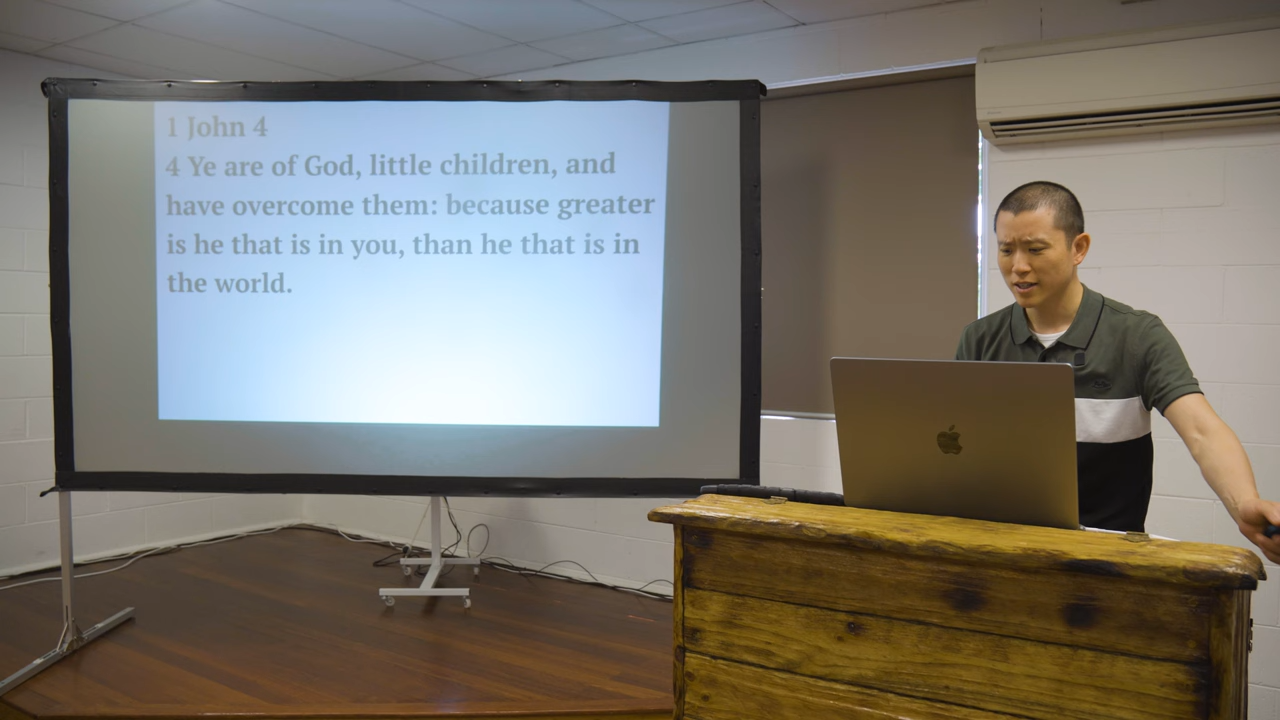 1 John 4
4 Ye are of God, little children, and
have overcome them: because greater
is he that is in you, than he that is in
the world.